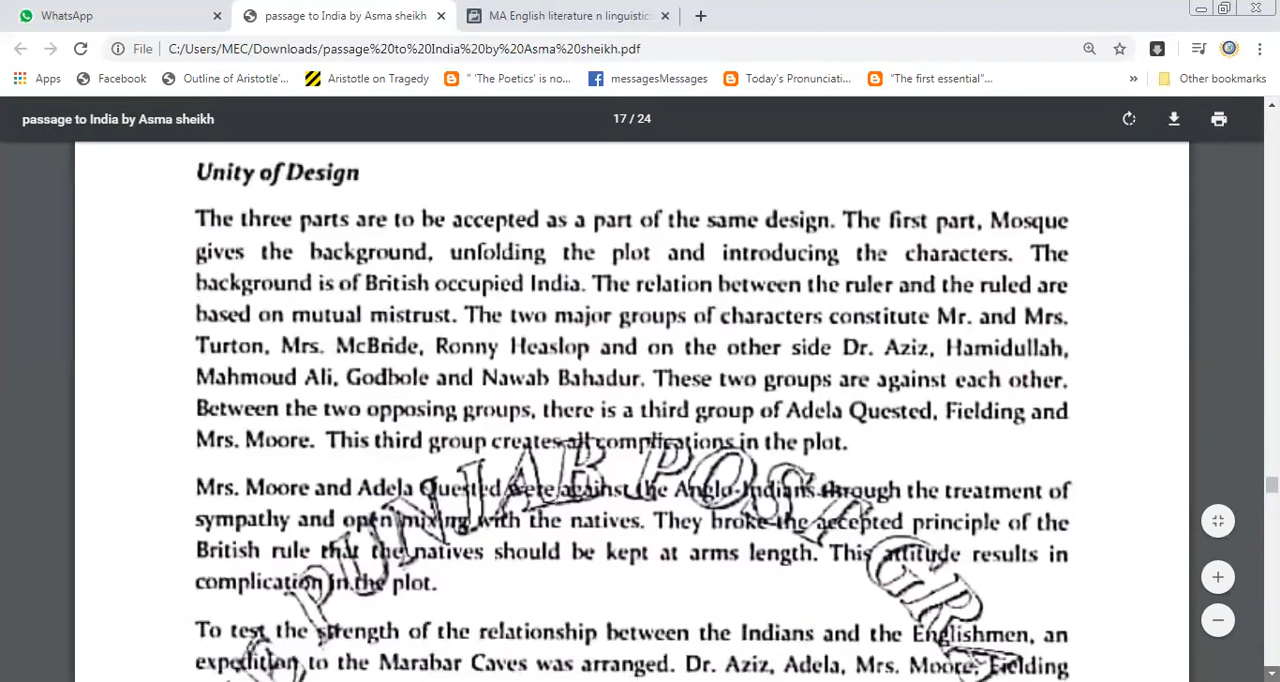 WhatsApp
passage to India by Asma sheikh
MA English literature n linguistic
File
C:/Users/MEC/Downloads/passage%20to%20India%20by%20Asma%20sheikh.pdf
Apps
Facebook
Outline of Aristotle'...
Aristotle on Tragedy
" 'The Poetics' is no...
messagesMessages
Today's Pronunciati...
"The first essential"...
»
Other bookmarks
passage to India by Asma sheikh
17 / 24
Unity of Design
The three parts are to be accepted as a part of the same design. The first part, Mosque
gives the background, unfolding the plot and introducing the characters. The
background is of British occupied India. The relation between the ruler and the ruled are
based on mutual mistrust. The two major groups of characters constitute Mr. and Mrs.
Turton, Mrs. McBride, Ronny Heaslop and on the other side Dr. Aziz, Hamidullah,
Mahmoud Ali, Godbole and Nawab Bahadur. These two groups are against each other.
Between the two opposing groups, there is a third group of Adela Quested, Fielding and
Mrs. Moore. This third group creates all complications in the plot.
Mrs. Moore and Adela Quested were against the Anglo-Indians through the treatment of
sympathy and open mixing with the natives. They broke the accepted principle of the
British rule that the natives should be kept at arms length. This attitude results in
complication in the plot.
To test the strength of the relationship between the Indians and the Englishmen, an
expedition to the Marabar Caves was arranged. Dr. Aziz, Adela, Mrs. Moore, Fielding
PUNJAB POST GR